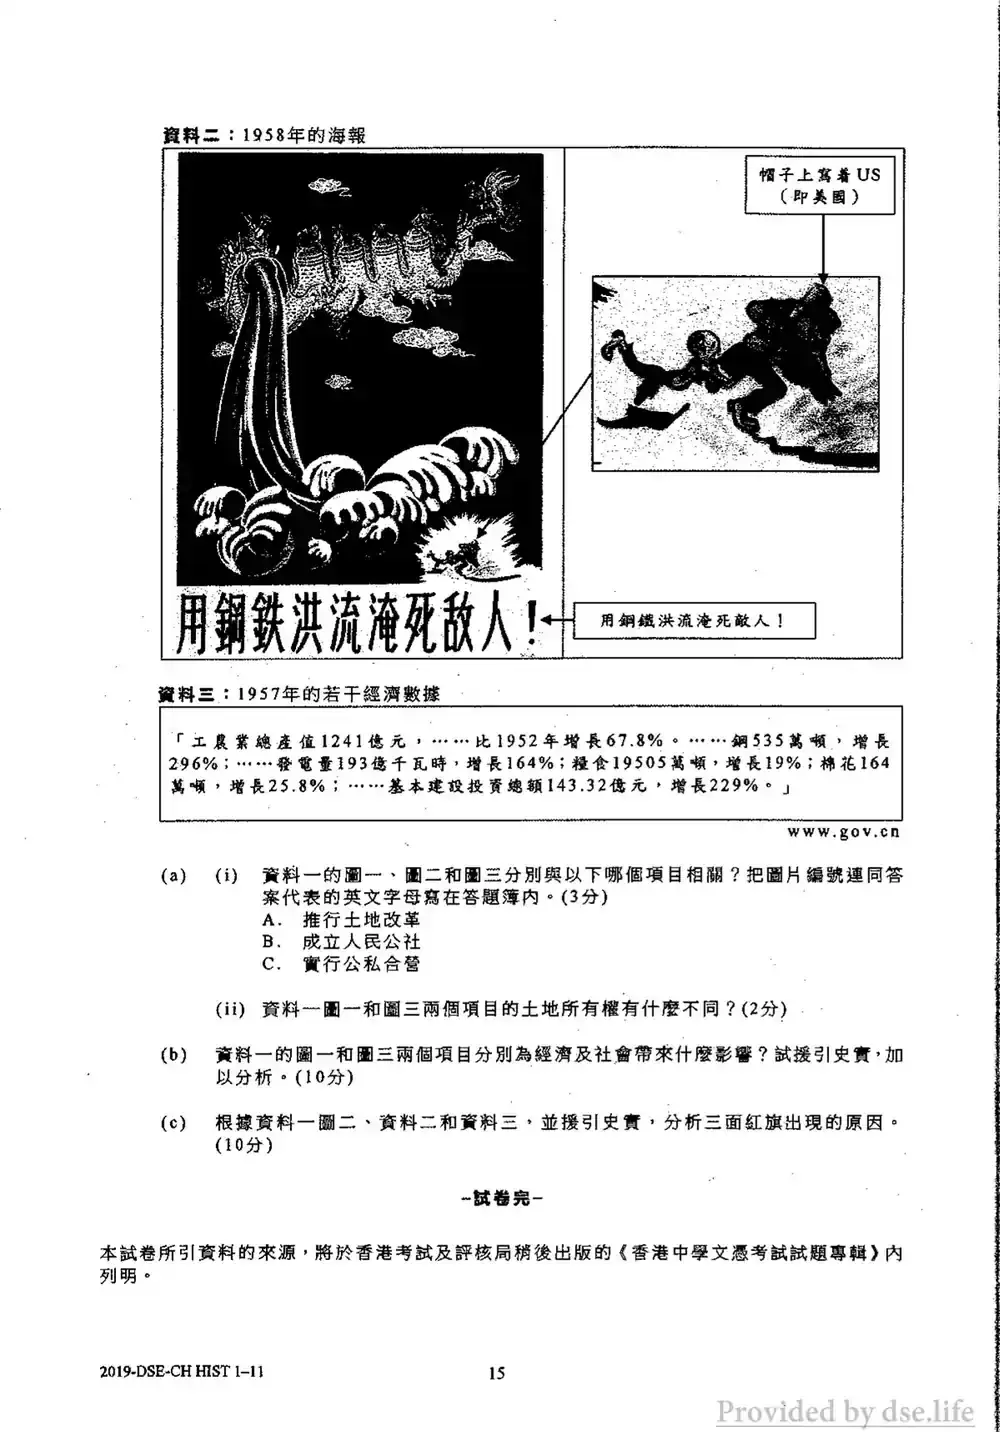 資料二：1958年的海報
帽子上寫着US
（即美國）
用鋼鉄洪流淹死敌人！
用鋼鐵洪流淹死敵人！
資料三：1957年的若干經濟數據
「工農業總產值1241億元，……比1952年增長67.8%。……鋼535萬噸，增長
296%；……發電量193億千瓦時，增長164%；糧食19505萬噸，增長19%；棉花164
萬噸，增長25.8%；……基本建設投資總額143.32億元，增長229%。」
www.gov.cn
(a) (i) 資料一的圖一、圖二和圖三分別與以下哪個項目相關？把圖片編號連同答
案代表的英文字母寫在答題簿內。(3分)
A. 推行土地改革
B. 成立人民公社
C. 實行公私合營
(ii) 資料一圖一和圖三兩個項目的土地所有權有什麼不同？(2分)
(b) 資料一的圖一和圖三兩個項目分別為經濟及社會帶來什麼影響？試援引史實，加
以分析。(10分)
(c) 根據資料一圖二、資料二和資料三，並援引史實，分析三面紅旗出現的原因。
(10分)
–試卷完–
本試卷所引資料的來源，將於香港考試及評核局稍後出版的《香港中學文憑考試試題專輯》內
列明。
2019-DSE-CH HIST 1–11
15
Provided by dse.life